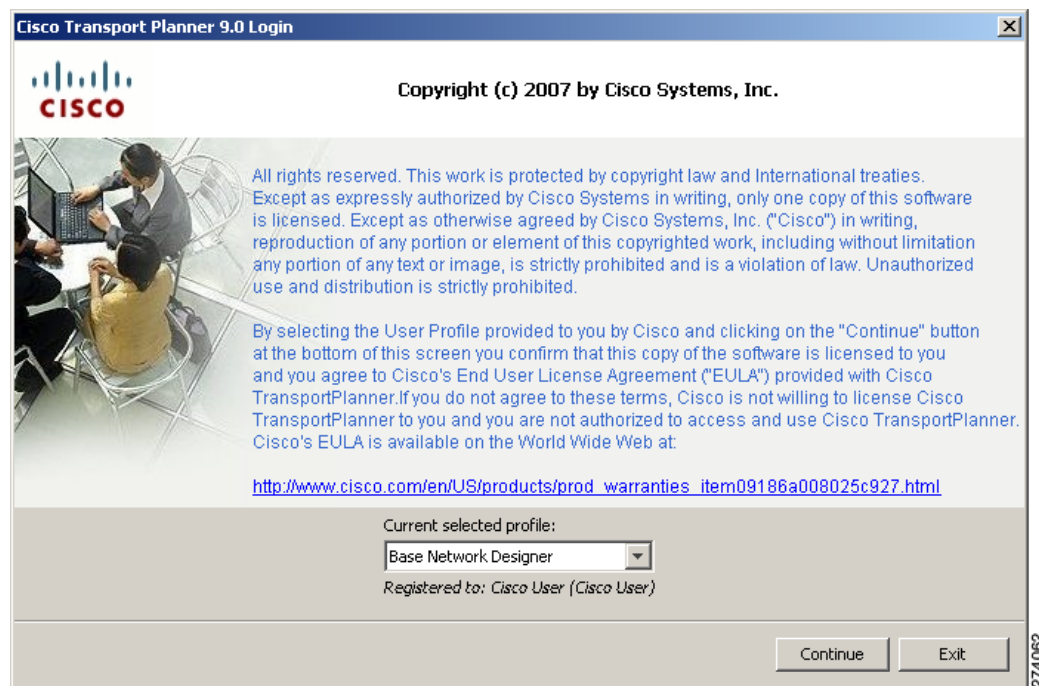 Cisco Transport Planner 9.0 Login
CISCO
Copyright (c) 2007 by Cisco Systems, Inc.
All rights reserved. This work is protected by copyright law and International treaties.
Except as expressly authorized by Cisco Systems in writing, only one copy of this software
is licensed. Except as otherwise agreed by Cisco Systems, Inc. ("Cisco") in writing,
reproduction of any portion or element of this copyrighted work, including without limitation
any portion of any text or image, is strictly prohibited and is a violation of law. Unauthorized
use and distribution is strictly prohibited.
By selecting the User Profile provided to you by Cisco and clicking on the "Continue" button
at the bottom of this screen you confirm that this copy of the software is licensed to you
and you agree to Cisco's End User License Agreement ("EULA") provided with Cisco
TransportPlanner.If you do not agree to these terms, Cisco is not willing to license Cisco
TransportPlanner to you and you are not authorized to access and use Cisco TransportPlanner.
Cisco's EULA is available on the World Wide Web at:
http://www.cisco.com/en/US/products/prod_warranties_item09186a008025c927.html
Current selected profile:
Base Network Designer
Registered to: Cisco User (Cisco User)
Continue
Exit
274062